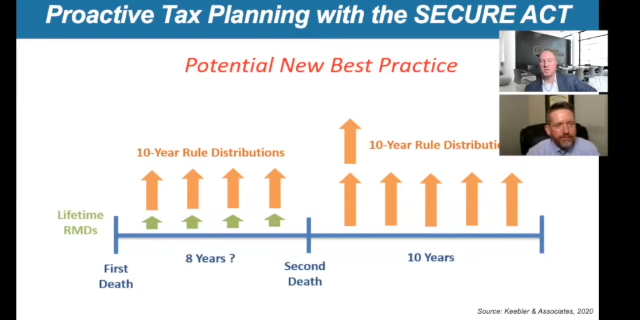 Proactive Tax Planning with the SECURE ACT
Potential New Best Practice
10-Year Rule Distributions
10-Year Rule Distributi
Lifetime
RMDs
8 Years ?
10 Years
First
Death
Second
Death
Source: Keebler & Associates, 2020